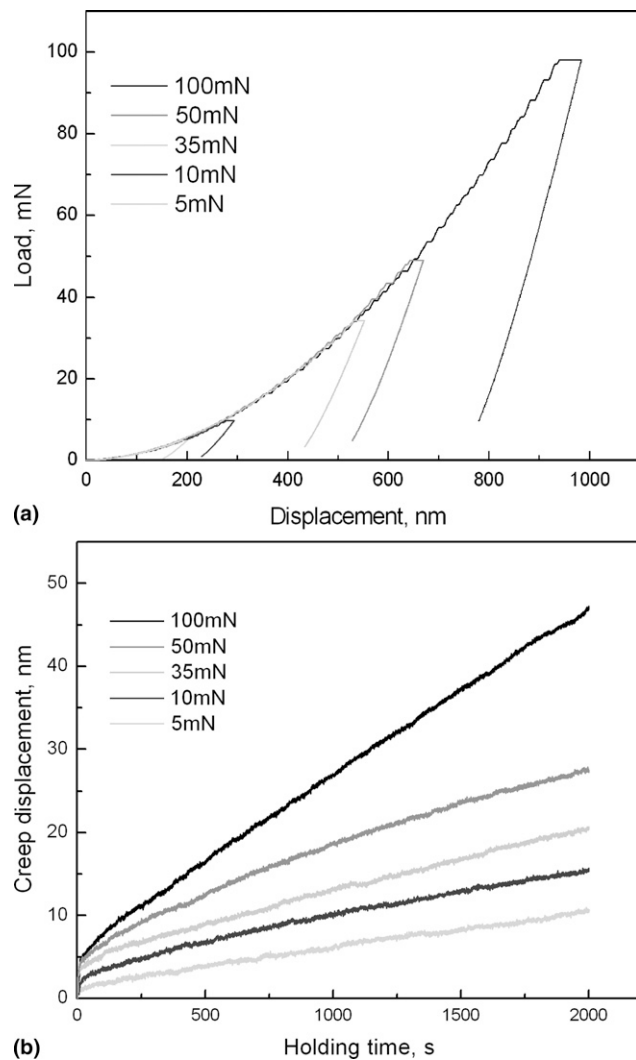 100
80
60
40
20
0
Load, mN
100mN
50mN
35mN
10mN
5mN
0 200 400 600 800 1000
(a)
Displacement, nm
50
40
30
20
10
0
Creep displacement, nm
100mN
50mN
35mN
10mN
5mN
0 500 1000 1500 2000
(b)
Holding time, s